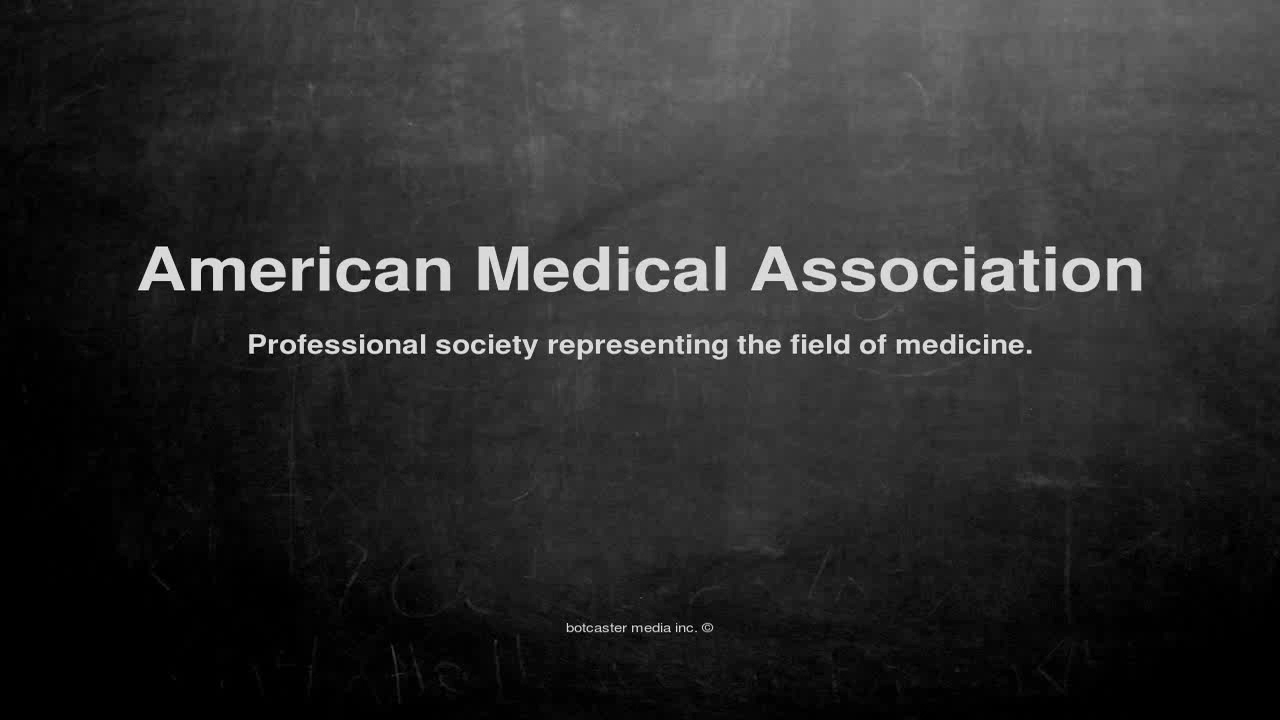 American Medical Association
Professional society representing the field of medicine.
botcaster media inc. ©